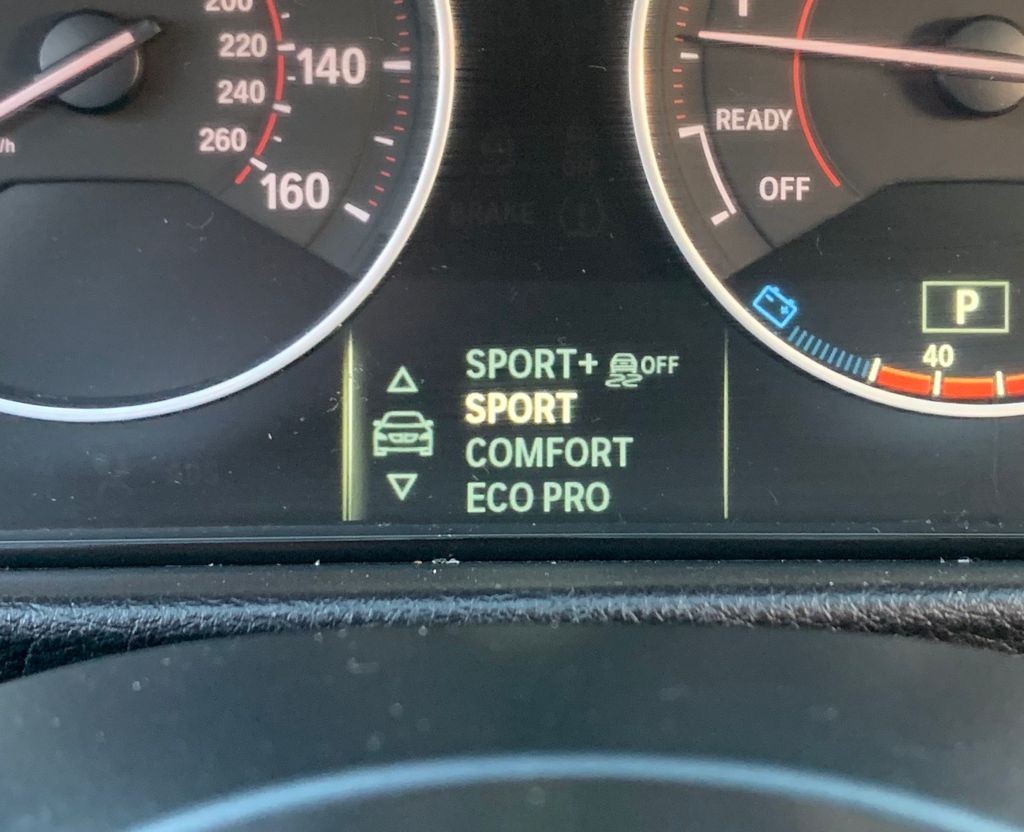 200
220
240
260
140
160
/h
READY
OFF
BRAKE
P
40
SPORT+ OFF
SPORT
COMFORT
ECO PRO